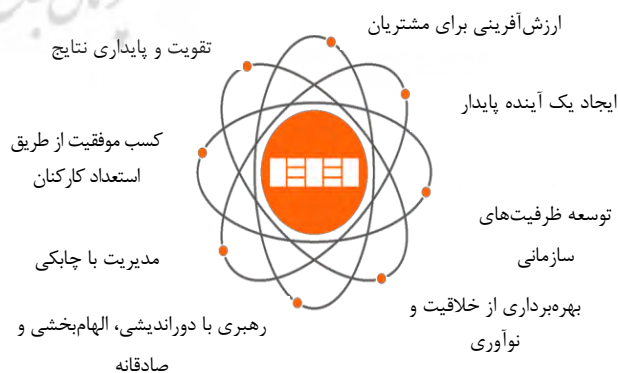 ارزش‌آفرینی برای مشتریان
تقویت و پایداری نتایج
ایجاد یک آینده پایدار
کسب موفقیت از طریق
استعداد کارکنان
توسعه ظرفیت‌های
سازمانی
مدیریت با چابکی
بهره‌برداری از خلاقیت و
نوآوری
رهبری با دوراندیشی، الهام‌بخشی و
صادقانه